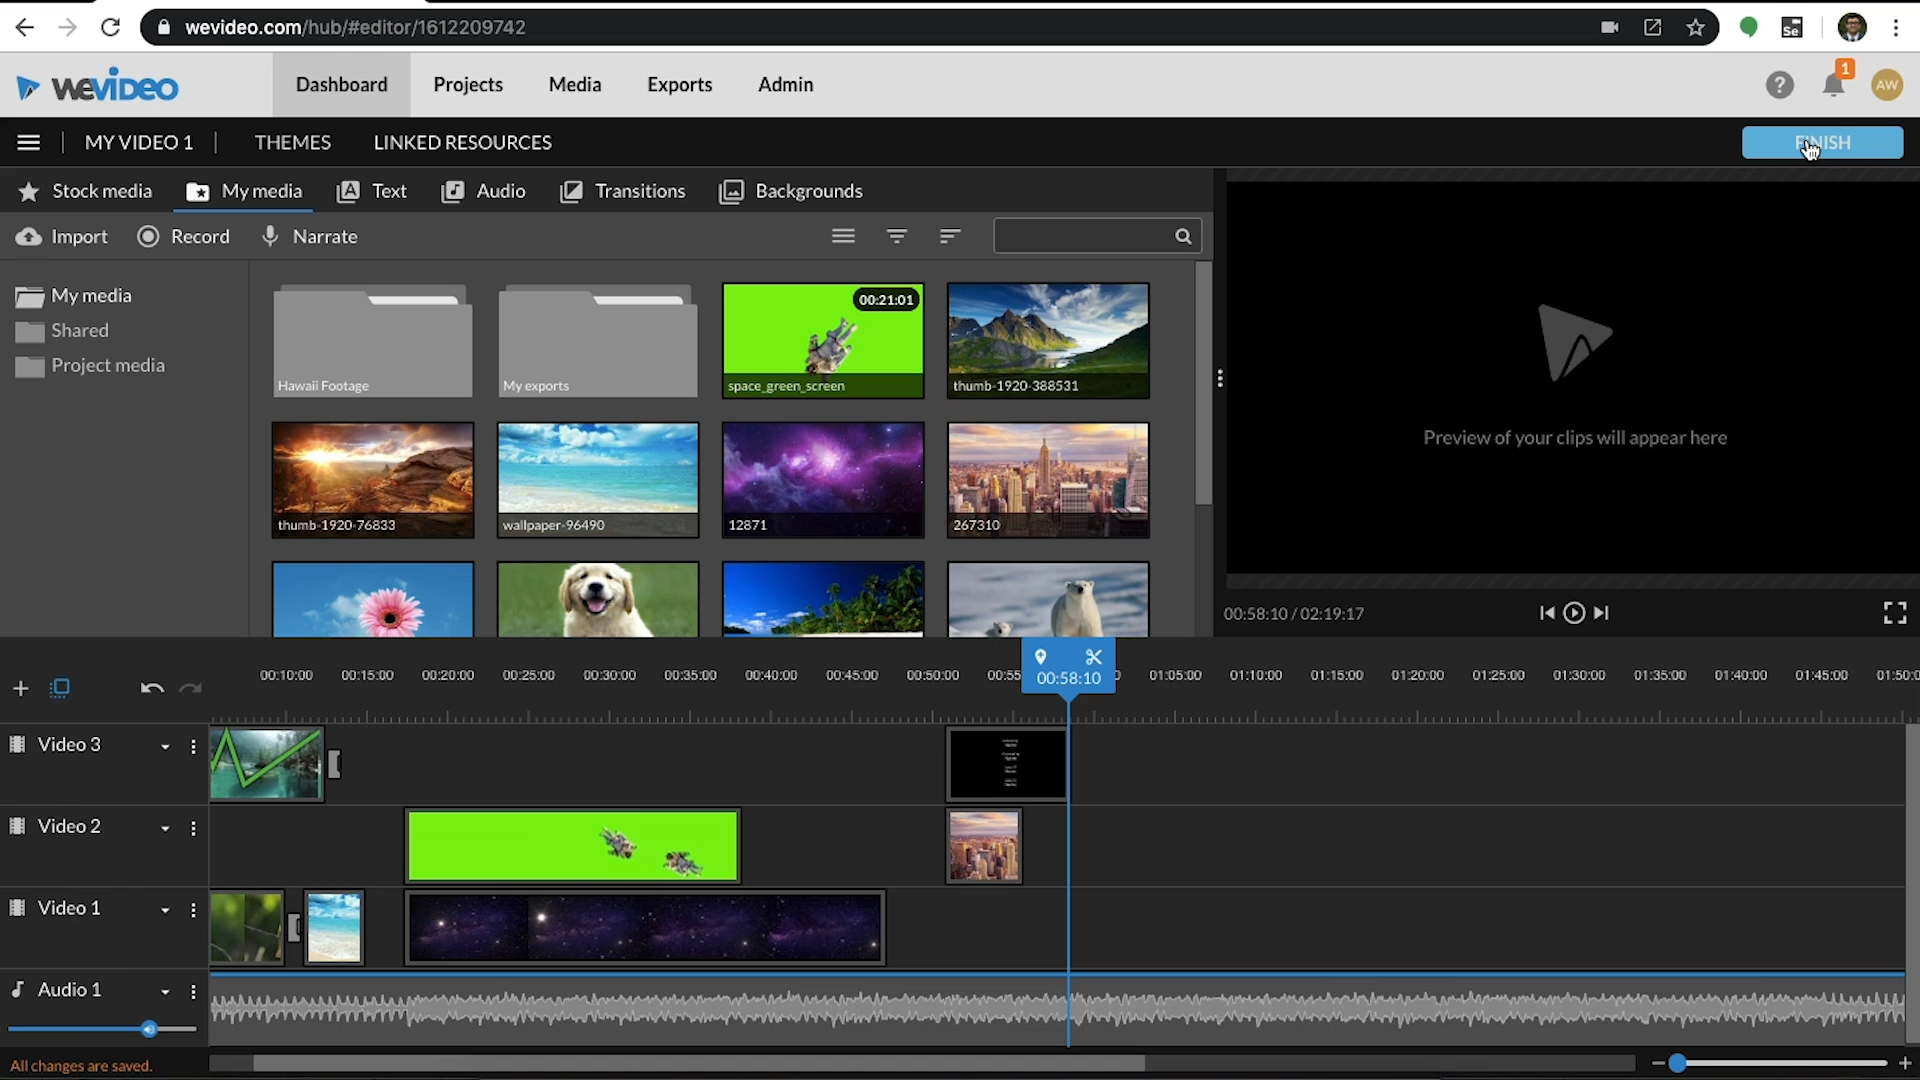 wevideo.com/hub/#editor/1612209742
Se
WeVideo
Dashboard
Projects
Media
Exports
Admin
?
1
AW
MY VIDEO 1
THEMES
LINKED RESOURCES
FINISH
Stock media
My media
Text
Audio
Transitions
Backgrounds
Import
Record
Narrate
My media
Shared
Project media
Hawaii Footage
My exports
00:21:01
space_green_screen
thumb-1920-388531
thumb-1920-76833
wallpaper-96490
12871
267310
Preview of your clips will appear here
00:58:10 / 02:19:17
00:10:00
00:15:00
00:20:00
00:25:00
00:30:00
00:35:00
00:40:00
00:45:00
00:50:00
00:55
00:58:10
0
01:05:00
01:10:00
01:15:00
01:20:00
01:25:00
01:30:00
01:35:00
01:40:00
01:45:00
01:50:0
Video 3
Video 2
Video 1
Audio 1
All changes are saved.